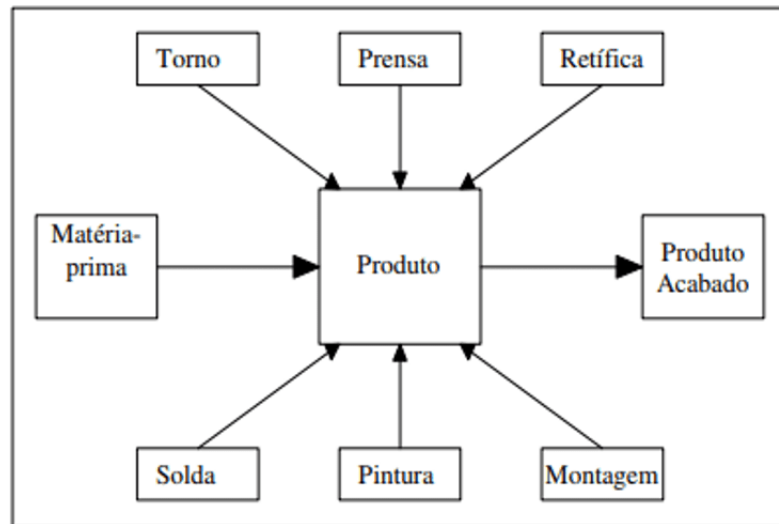 Torno
Prensa
Retífica
Matéria-
prima
Produto
Produto
Acabado
Solda
Pintura
Montagem